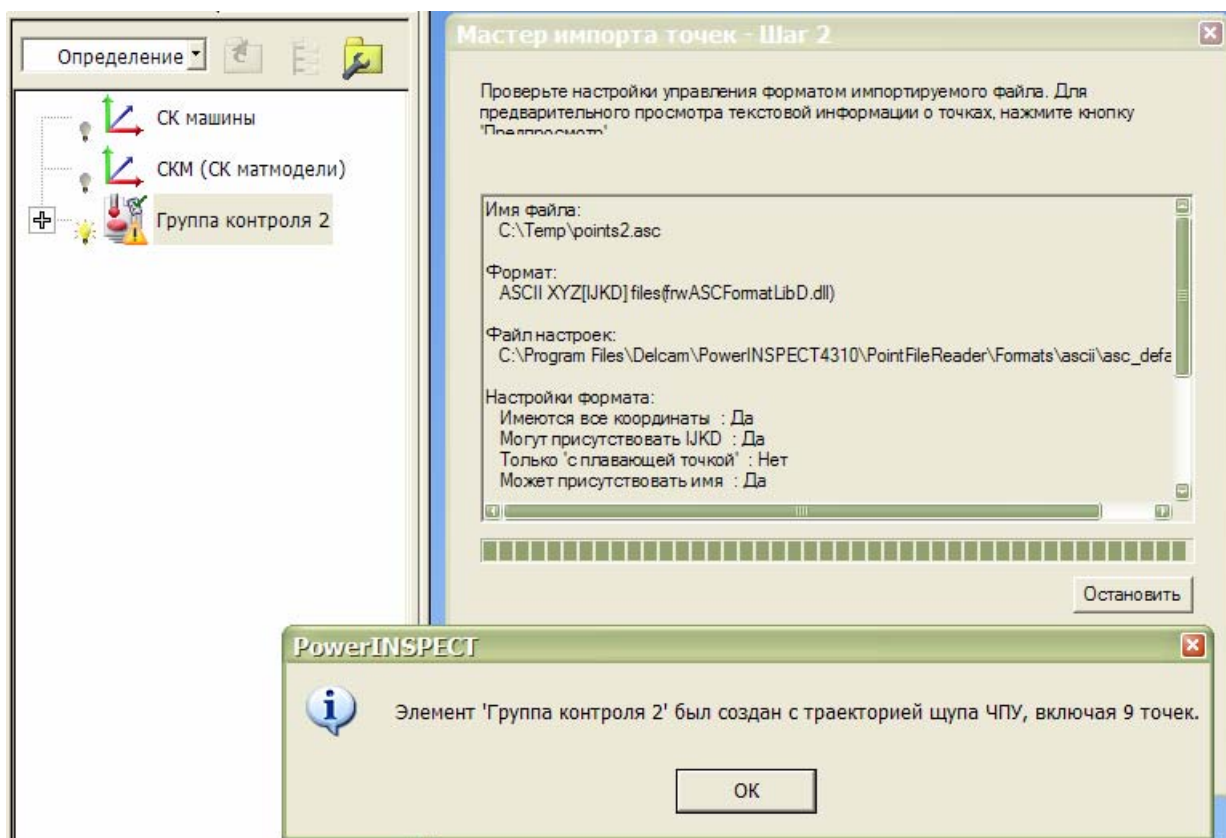 Определение
СК машины
СКМ (СК матмодели)
Группа контроля 2
Мастер импорта точек - Шаг 2
Проверьте настройки управления форматом импортируемого файла. Для
предварительного просмотра текстовой информации о точках, нажмите кнопку
'Предпросмотр'
Имя файла:
C:\Temp\points2.asc
Формат:
ASCII XYZ[IJKD] files(frwASCFormatLibD.dll)
Файл настроек:
C:\Program Files\Delcam\PowerINSPECT4310\PointFileReader\Formats\ascii\asc_defa
Настройки формата:
Имеются все координаты : Да
Могут присутствовать IJKD : Да
Только 'с плавающей точкой' : Нет
Может присутствовать имя : Да
Остановить
PowerINSPECT
Элемент 'Группа контроля 2' был создан с траекторией щупа ЧПУ, включая 9 точек.
ОК